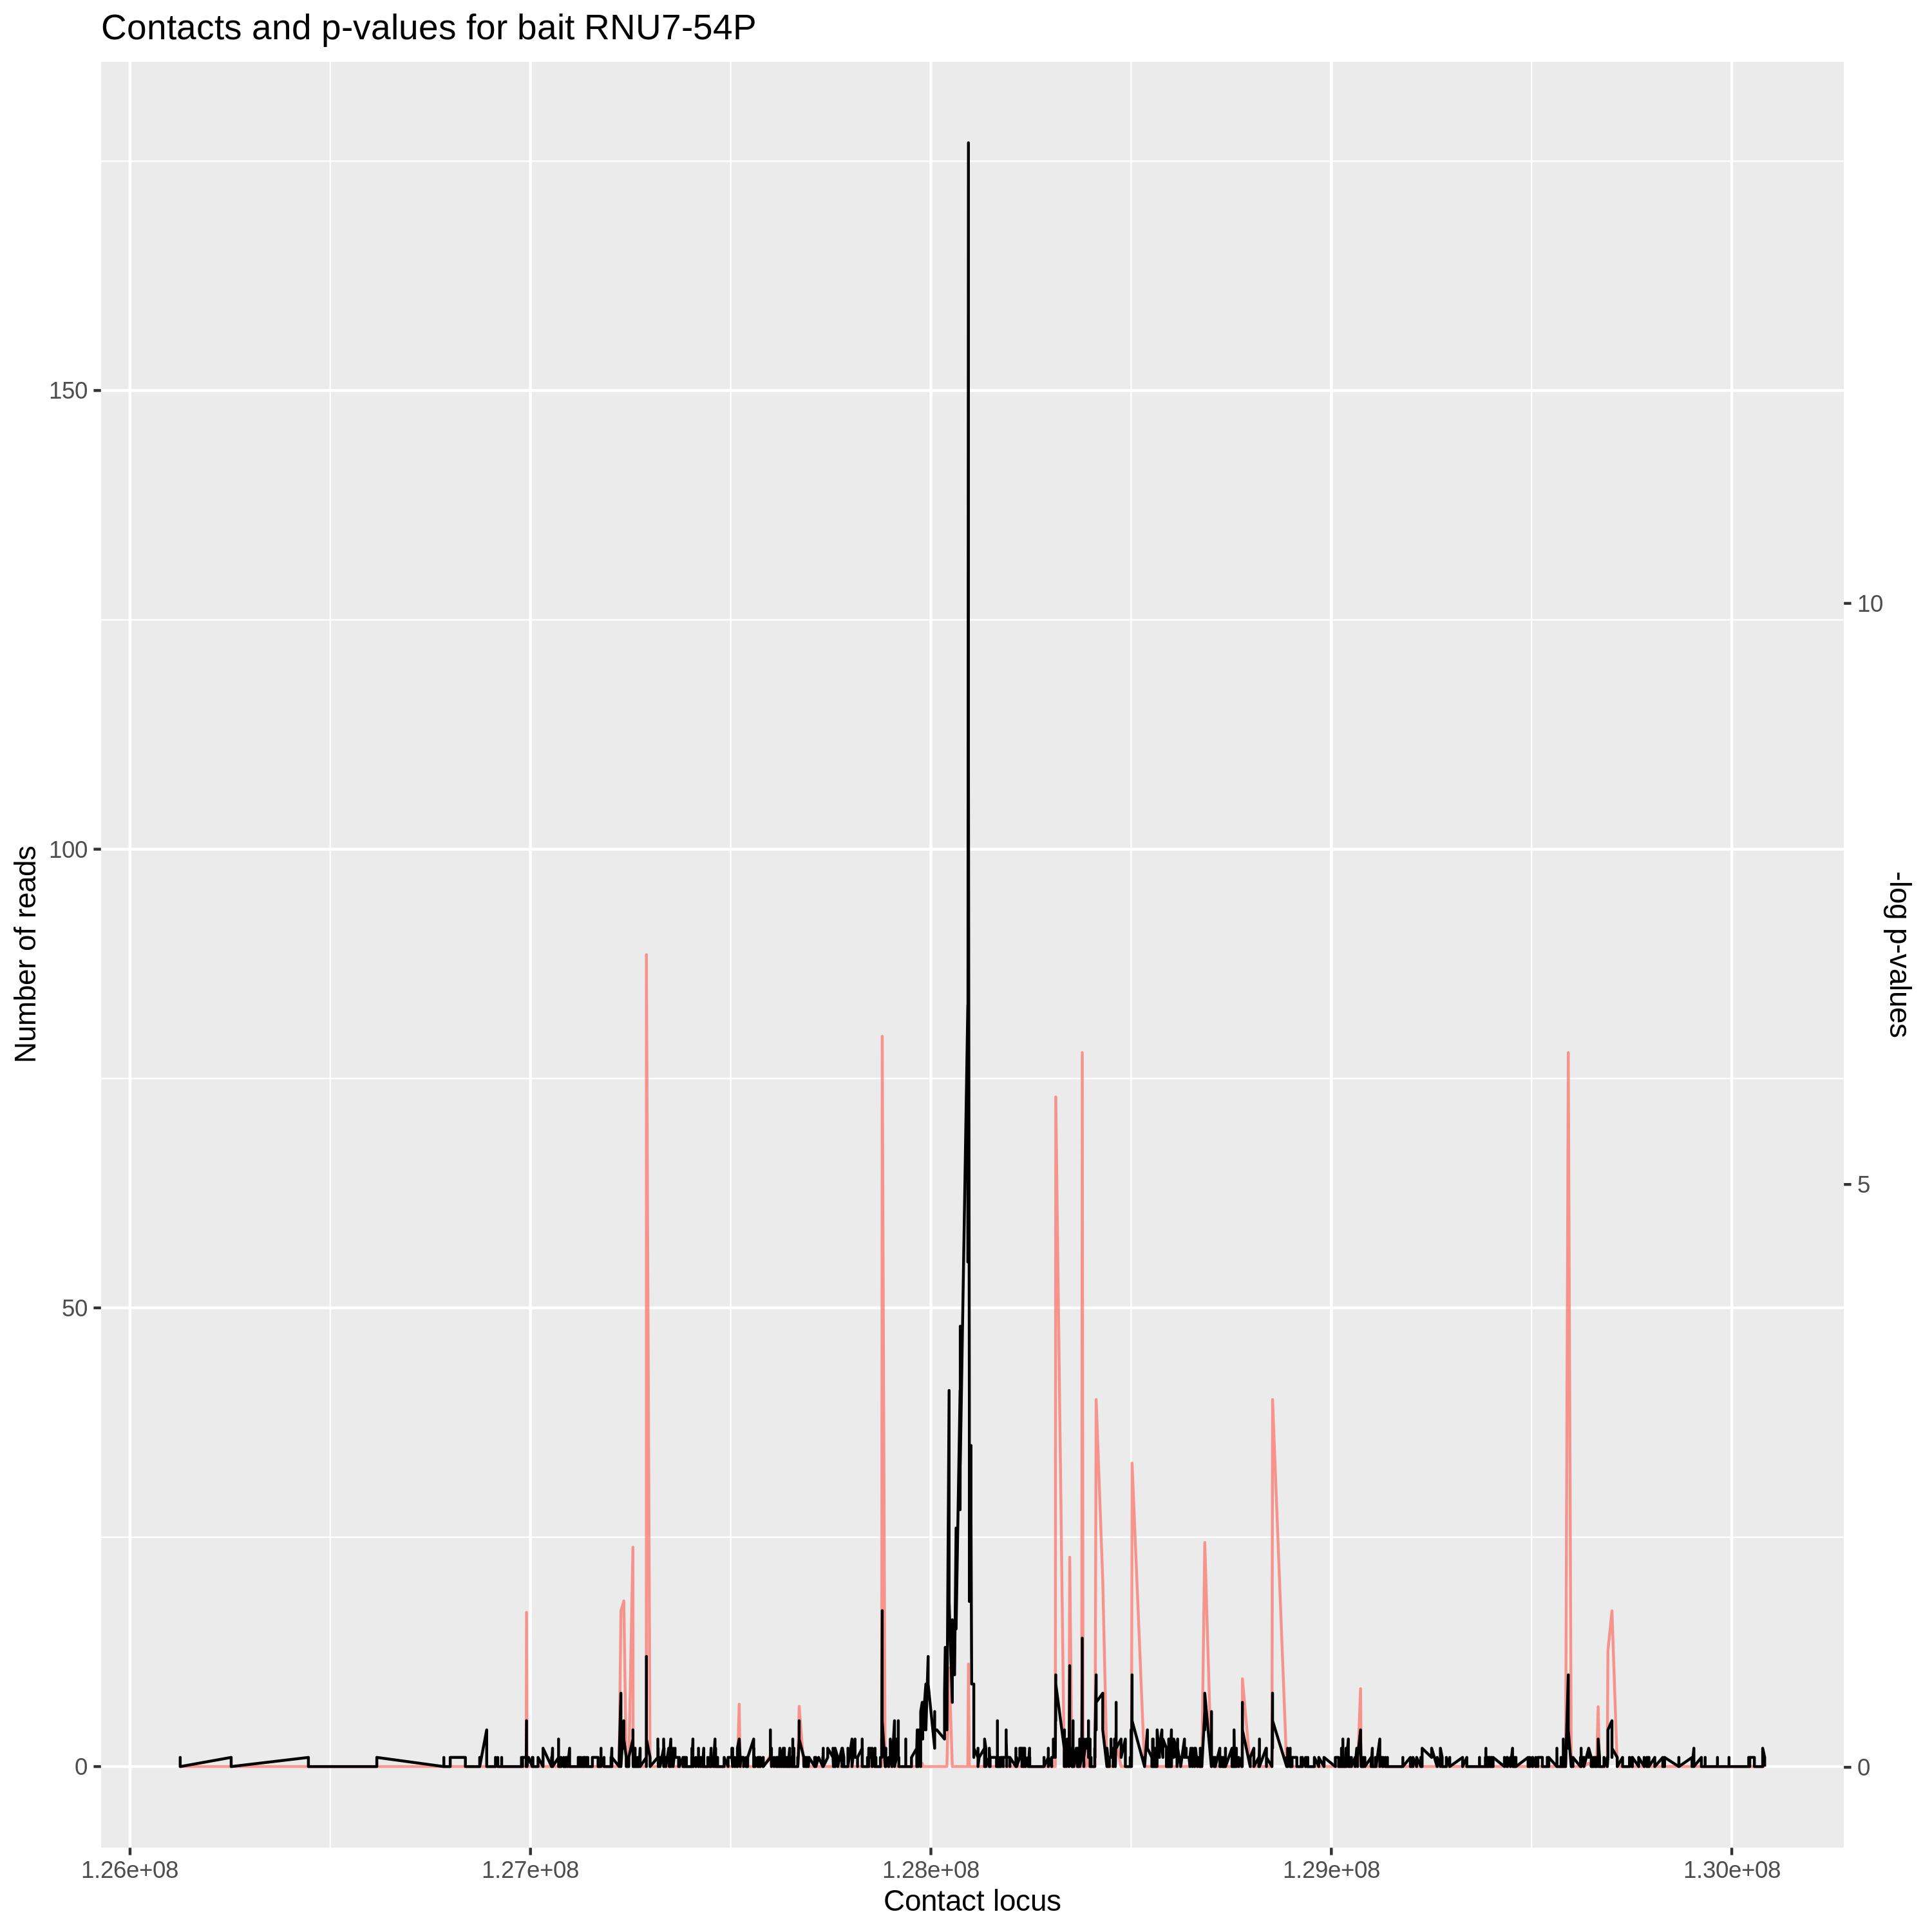 Contacts and p-values for bait RNU7-54P
150
100
50
0
Number of reads
10
5
0
-log p-values
1.26e+08
1.27e+08
1.28e+08
1.29e+08
1.30e+08
Contact locus